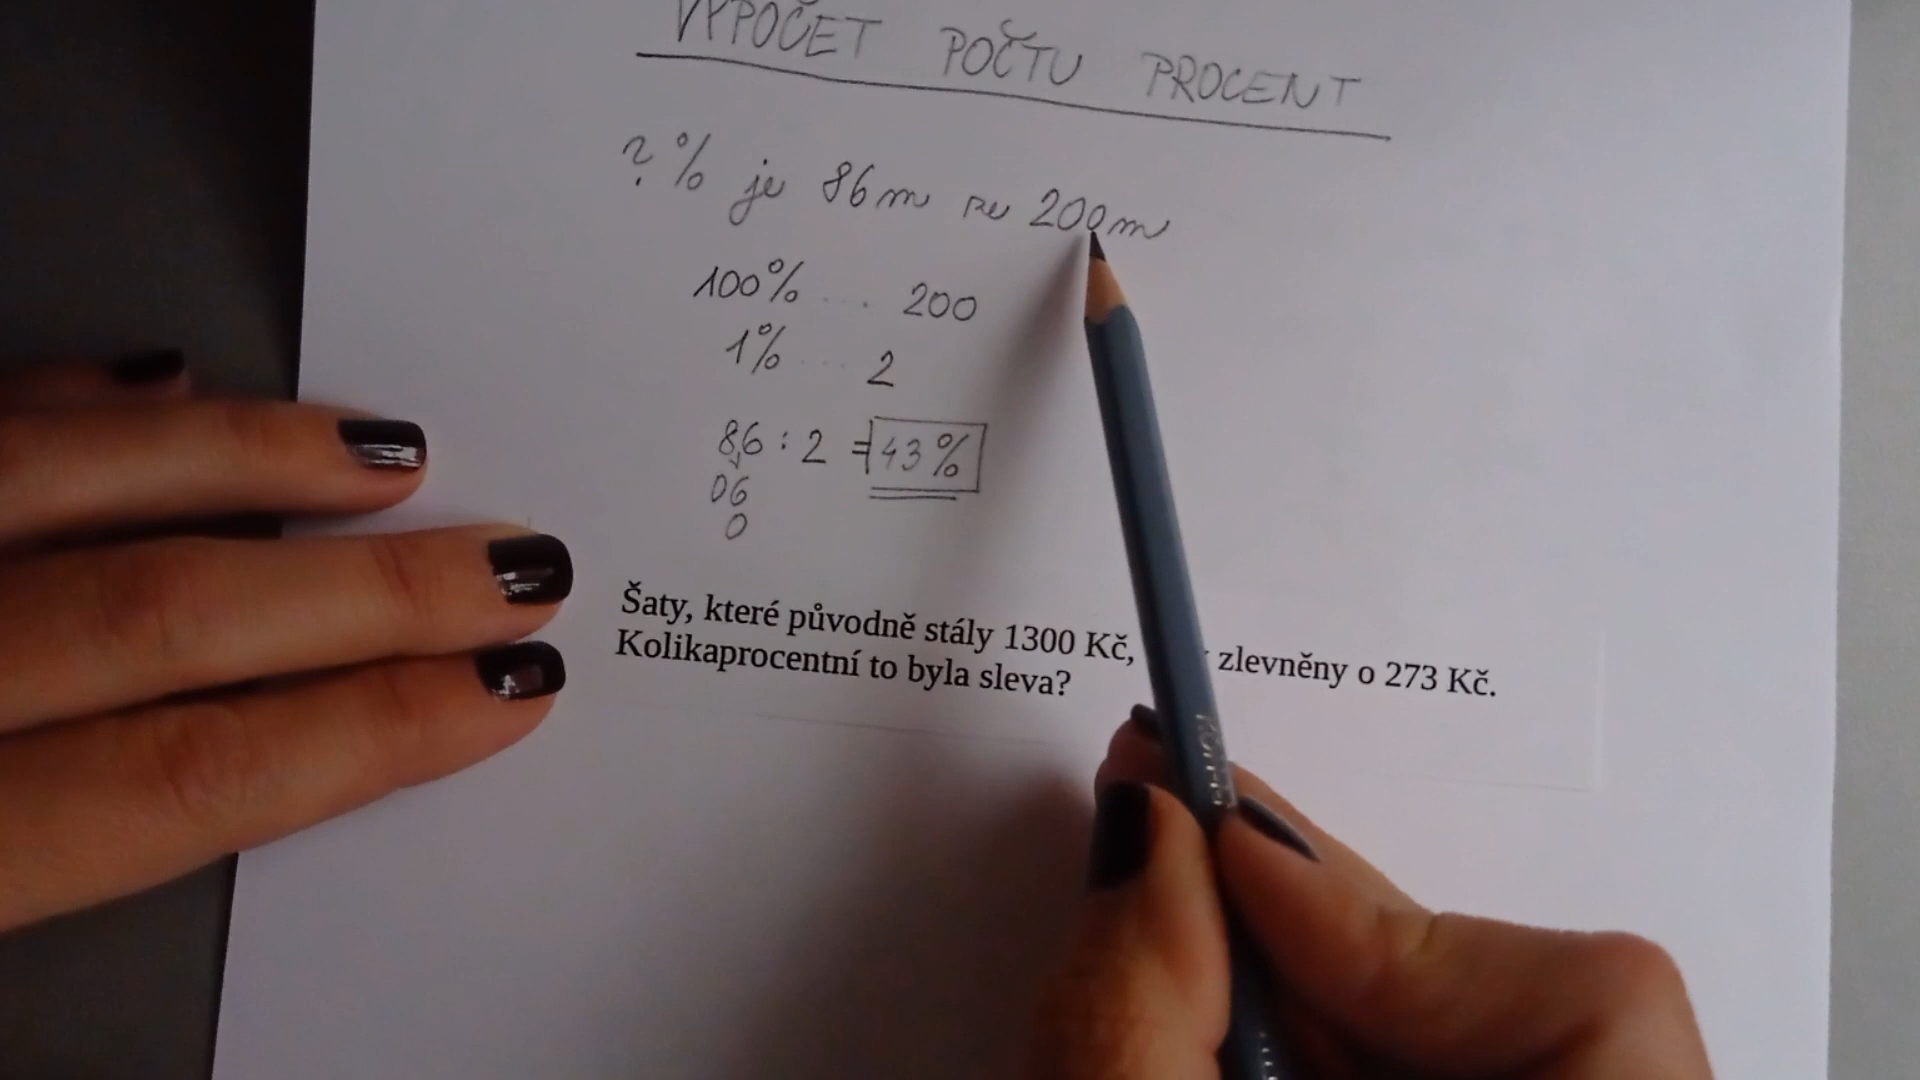 VÝPOČET POČTU PROCENT
? % je 86m ze 200m
100% .... 200
1% .... 2
86 : 2 = 43%
06
0
Šaty, které původně stály 1300 Kč, zlevněny o 273 Kč.
Kolikaprocentní to byla sleva?